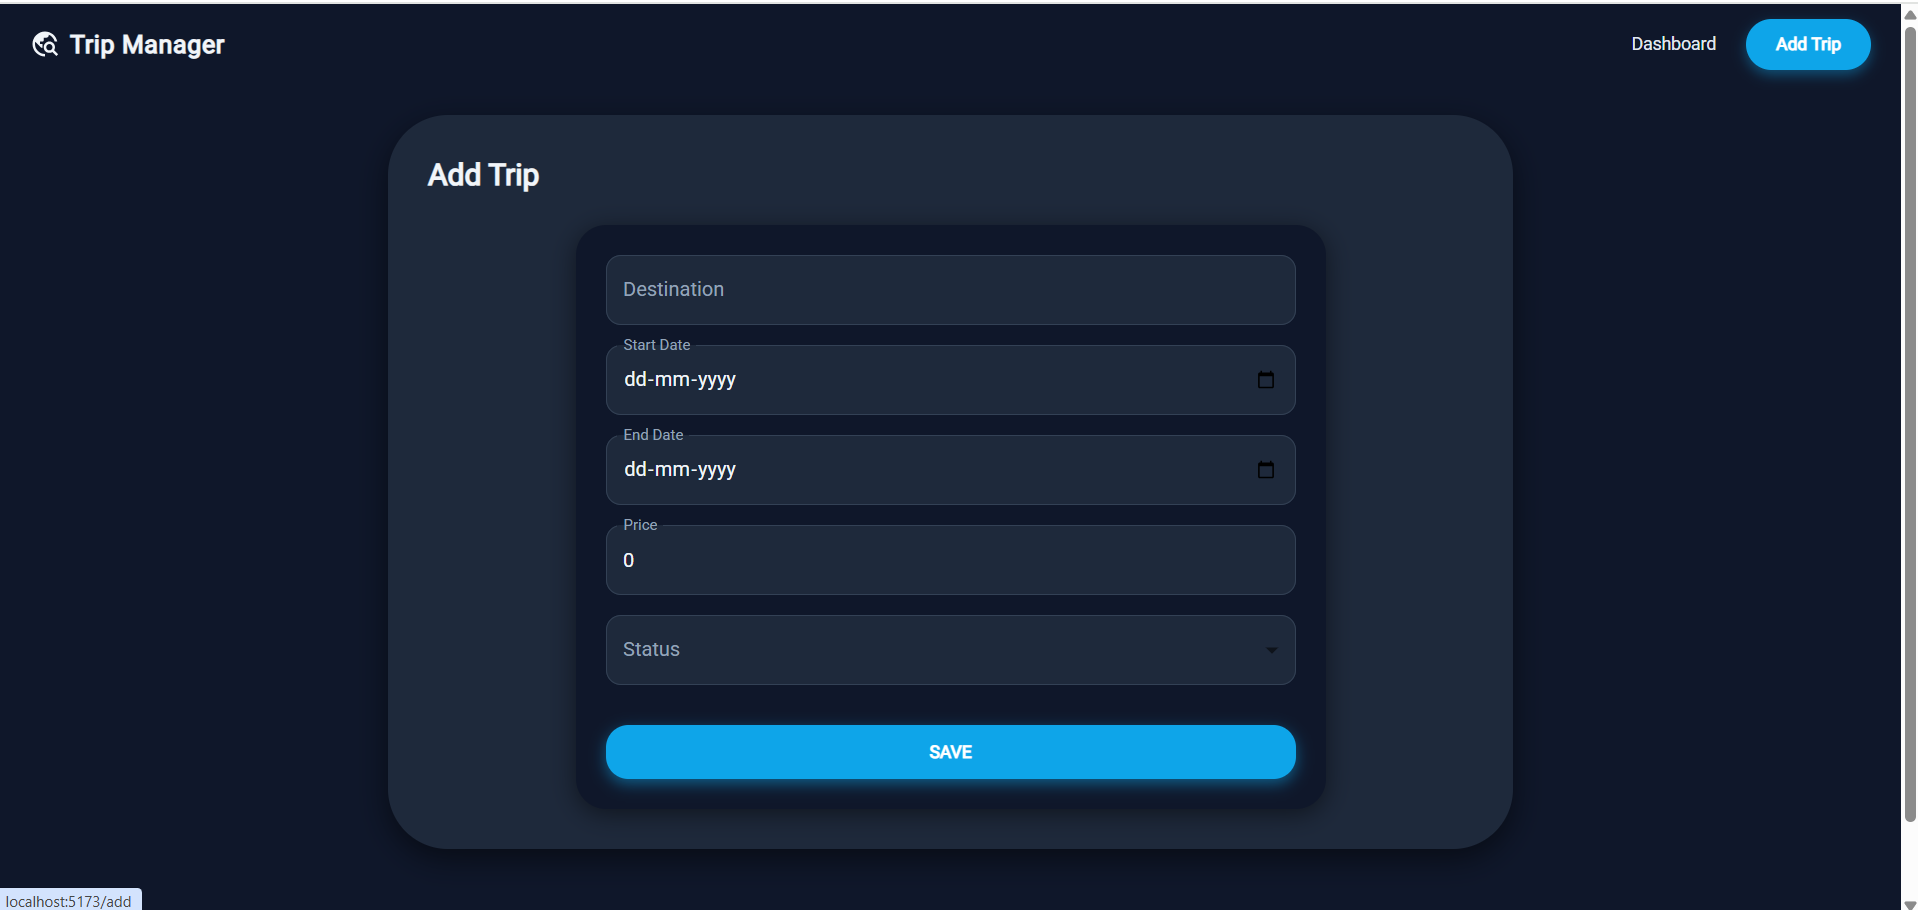 Trip Manager
Dashboard
Add Trip
Add Trip
Destination
Start Date
dd-mm-yyyy
End Date
dd-mm-yyyy
Price
0
Status
SAVE
localhost:5173/add